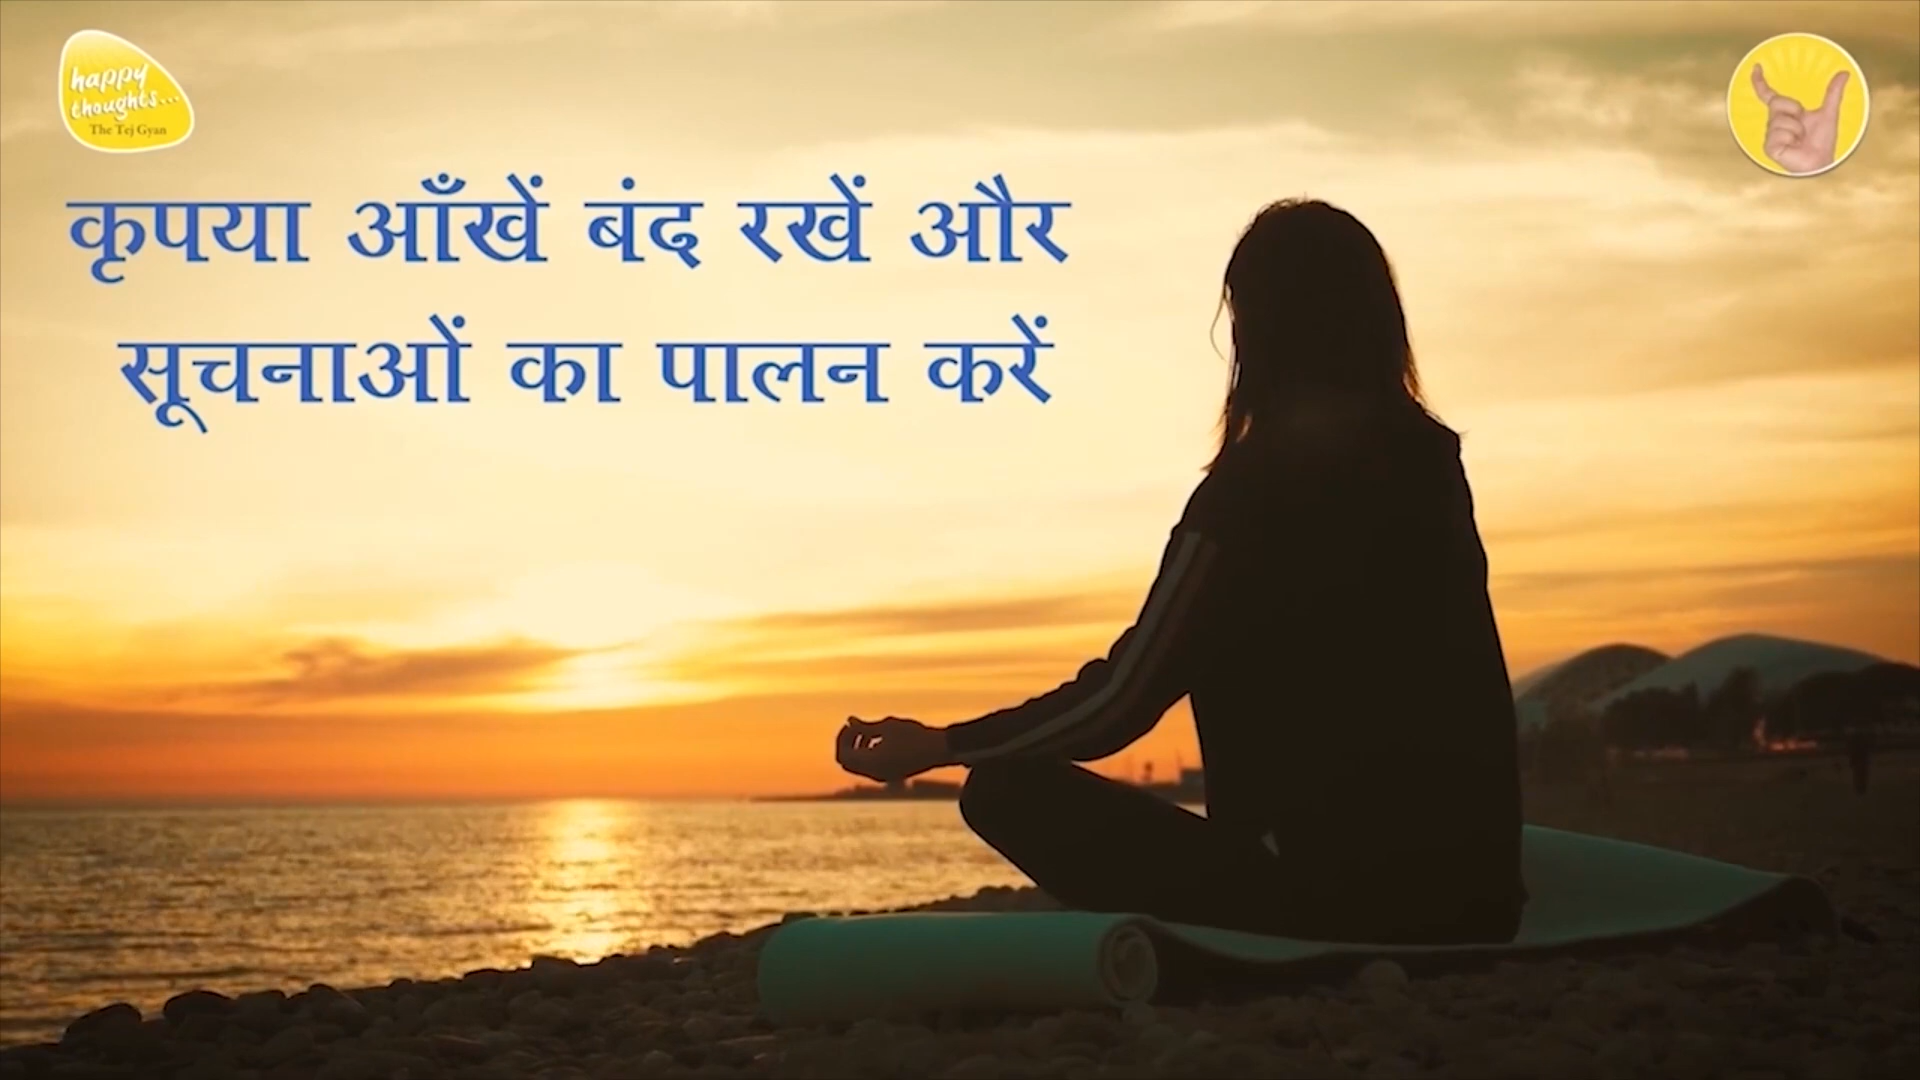 happy
thoughts...
The Tej Gyan
कृपया आँखें बंद रखें और
सूचनाओं का पालन करें